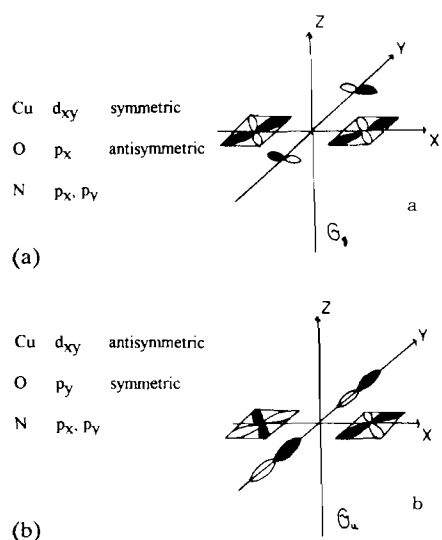 Z
Y
Cu d_xy symmetric
O p_x antisymmetric
X
N p_x, p_y
a
(a)
Z
Y
Cu d_xy antisymmetric
O p_y symmetric
N p_x, p_y
X
b
(b)